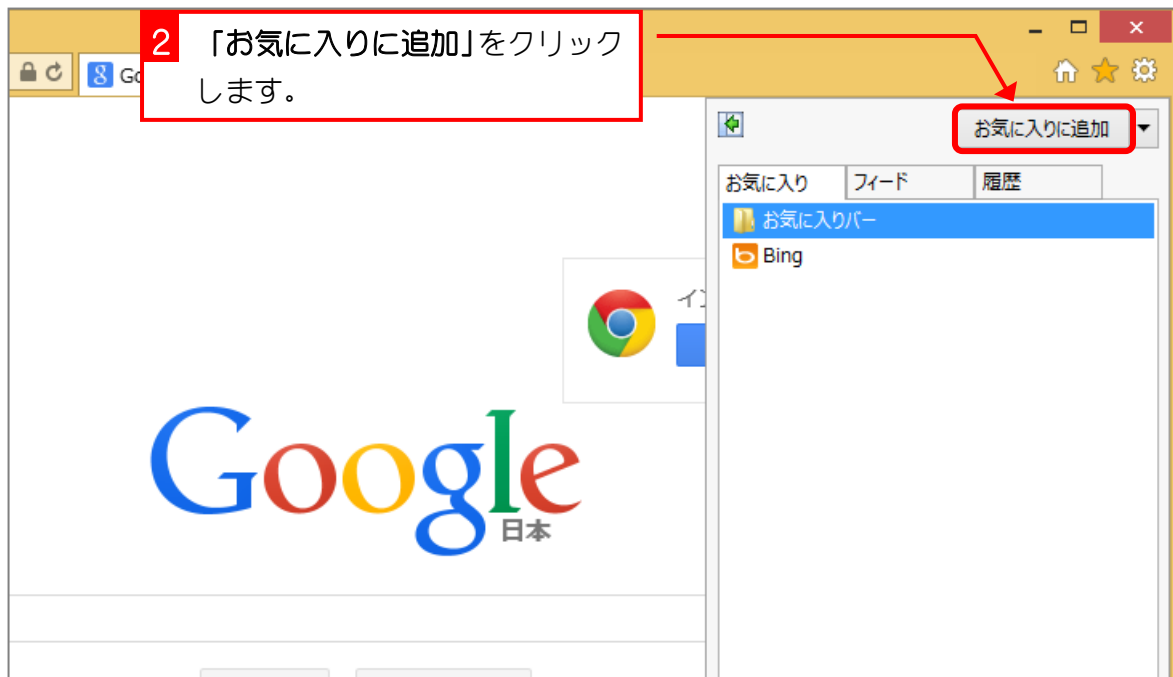 2 「お気に入りに追加」をクリック
します。
Go
お気に入りに追加
お気に入り フィード 履歴
お気に入りバー
Bing
イン
Google
日本